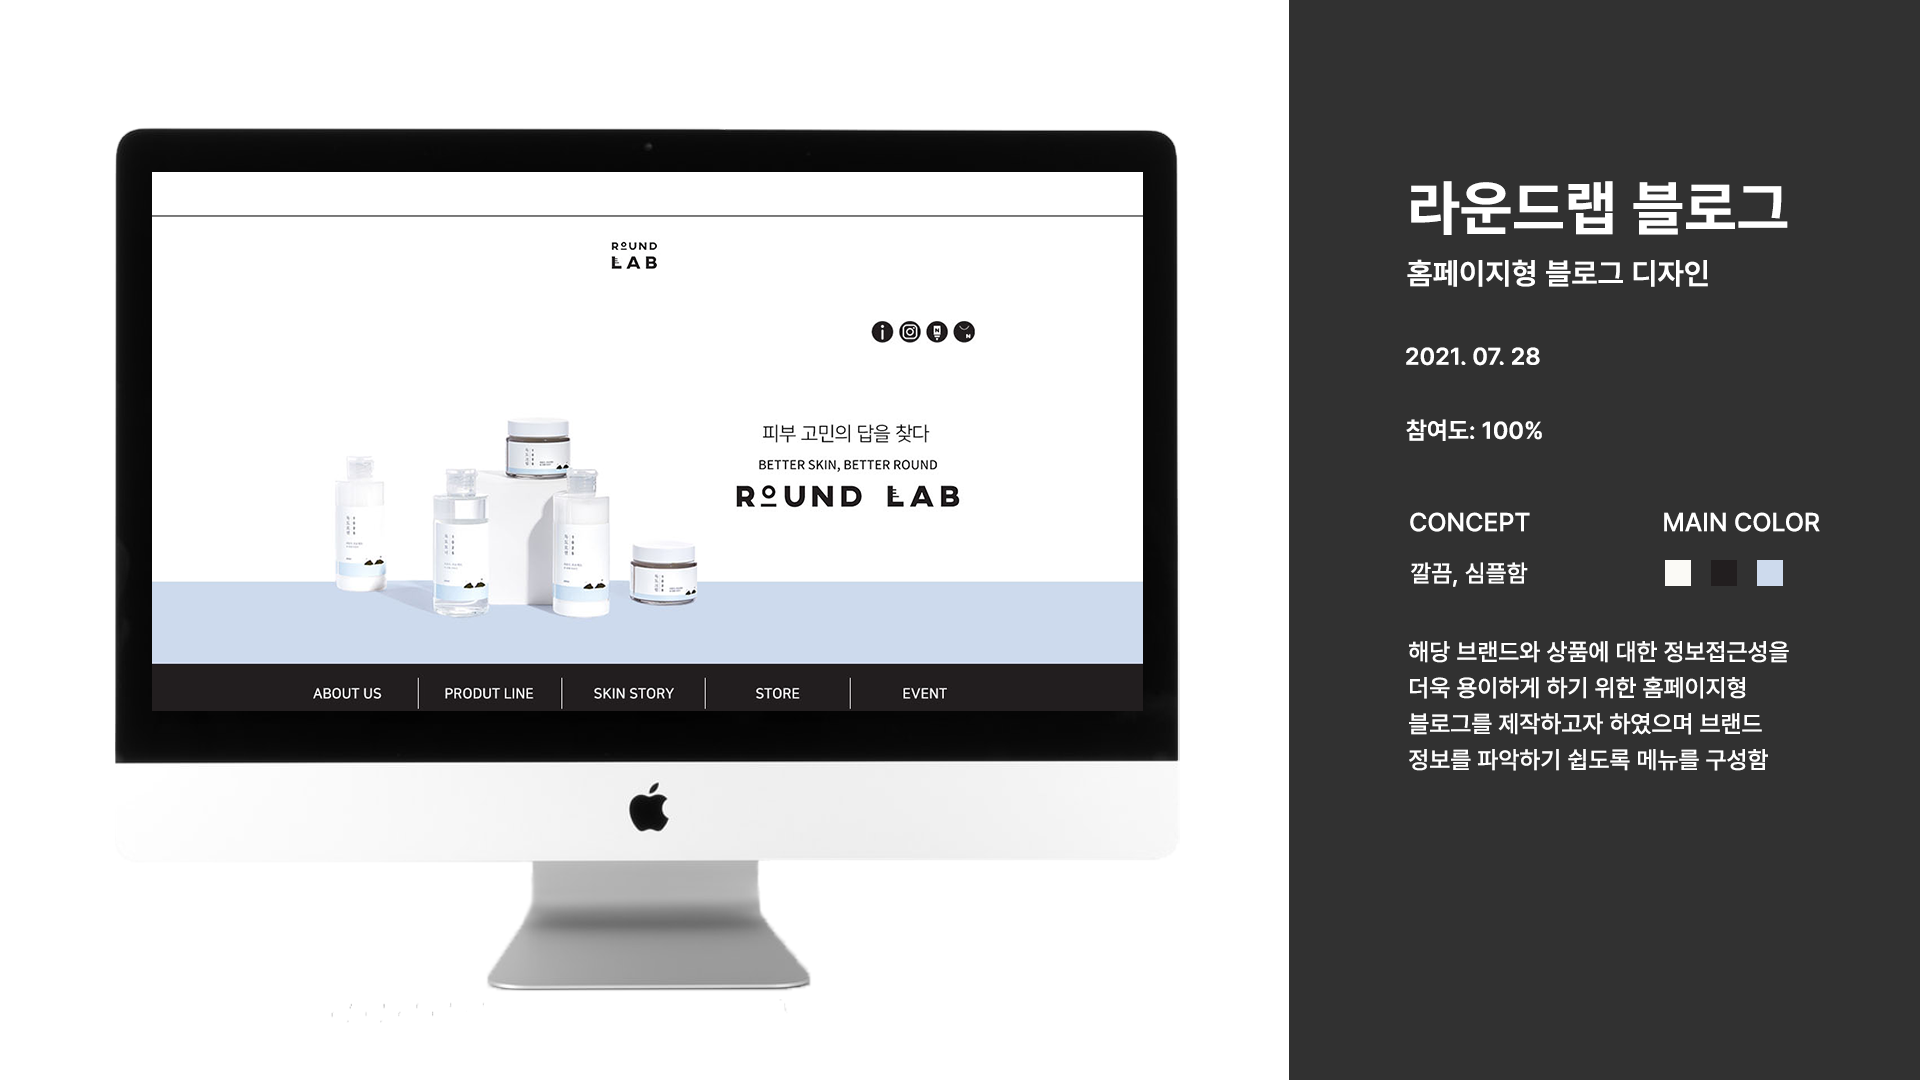 ROUND
LAB
피부 고민의 답을 찾다
BETTER SKIN, BETTER ROUND
ROUND LAB
ABOUT US
PRODUT LINE
SKIN STORY
STORE
EVENT
라운드랩 블로그
홈페이지형 블로그 디자인
2021. 07. 28
참여도: 100%
CONCEPT
MAIN COLOR
깔끔, 심플함
해당 브랜드와 상품에 대한 정보접근성을
더욱 용이하게 하기 위한 홈페이지형
블로그를 제작하고자 하였으며 브랜드
정보를 파악하기 쉽도록 메뉴를 구성함